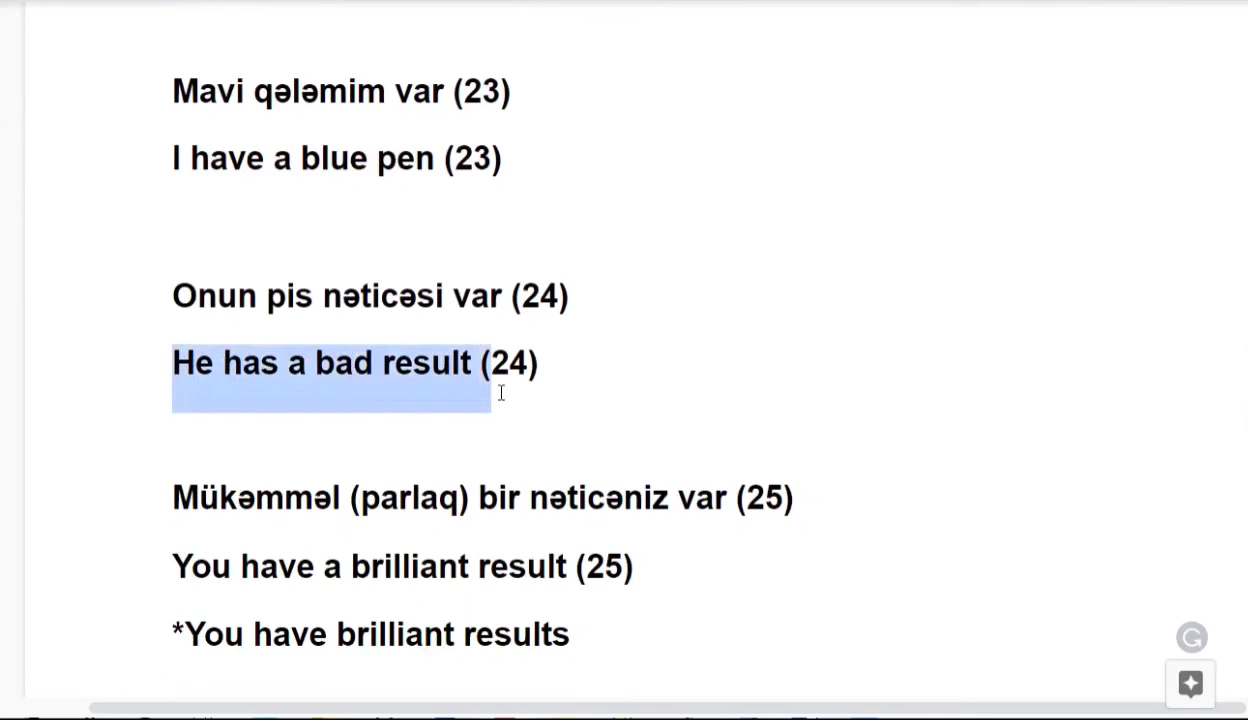 Mavi qələmim var (23)
I have a blue pen (23)
Onun pis nəticəsi var (24)
He has a bad result (24)
Mükəmməl (parlaq) bir nəticəniz var (25)
You have a brilliant result (25)
*You have brilliant results